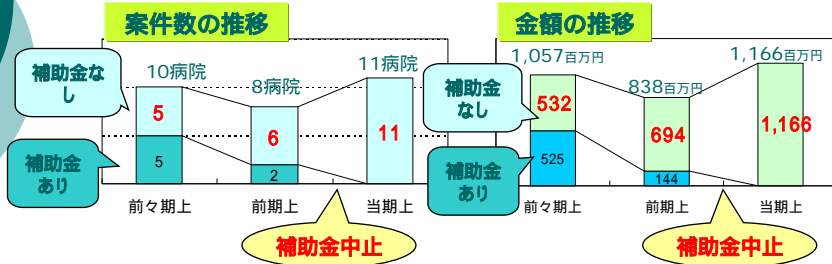 案件数の推移
補助金な
し
10病院
8病院
11病院
5
6
11
補助金
あり
5
2
前々期上
前期上
当期上
補助金中止
金額の推移
補助金
なし
1,057百万円
838百万円
1,166百万円
532
694
1,166
補助金
あり
525
144
前々期上
前期上
当期上
補助金中止